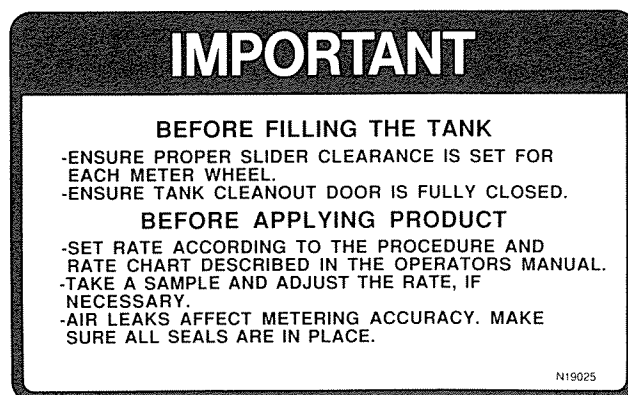 IMPORTANT
BEFORE FILLING THE TANK
-ENSURE PROPER SLIDER CLEARANCE IS SET FOR
EACH METER WHEEL.
-ENSURE TANK CLEANOUT DOOR IS FULLY CLOSED.
BEFORE APPLYING PRODUCT
-SET RATE ACCORDING TO THE PROCEDURE AND
RATE CHART DESCRIBED IN THE OPERATORS MANUAL.
-TAKE A SAMPLE AND ADJUST THE RATE, IF
NECESSARY.
-AIR LEAKS AFFECT METERING ACCURACY. MAKE
SURE ALL SEALS ARE IN PLACE.
N19025